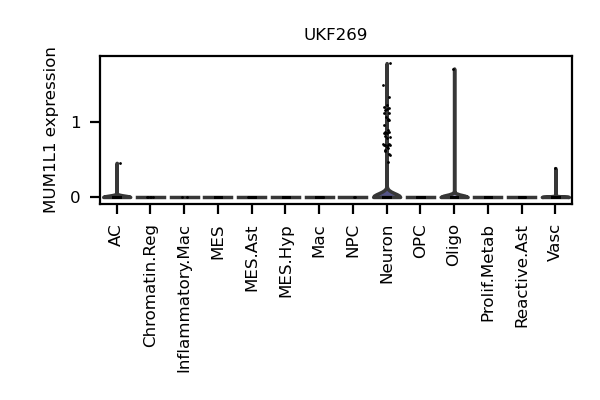 UKF269
MUM1L1 expression
1
0
AC
Chromatin.Reg
Inflammatory.Mac
MES
MES.Ast
MES.Hyp
Mac
NPC
Neuron
OPC
Oligo
Prolif.Metab
Reactive.Ast
Vasc